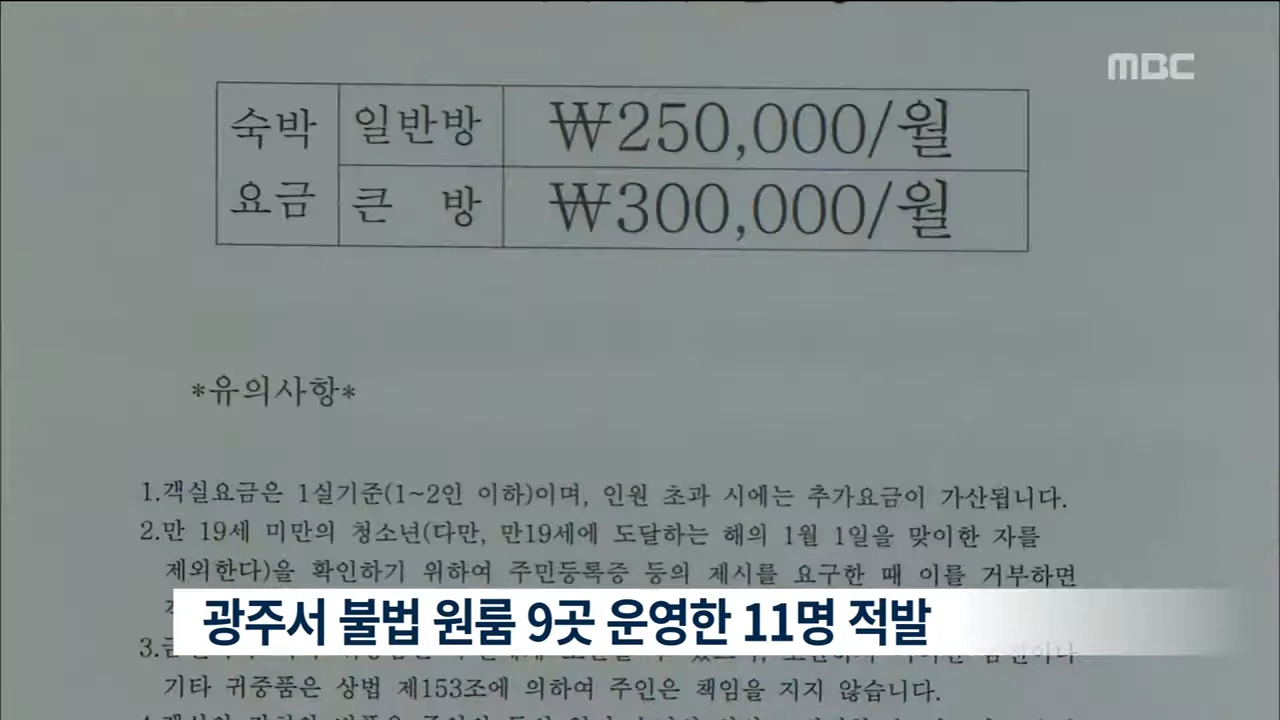 MBC
숙박 요금
일반방 ₩250,000/월
큰 방 ₩300,000/월
*유의사항*
1.객실요금은 1실기준(1~2인 이하)이며, 인원 초과 시에는 추가요금이 가산됩니다.
2.만 19세 미만의 청소년(다만, 만19세에 도달하는 해의 1월 1일을 맞이한 자를
제외한다)을 확인하기 위하여 주민등록증 등의 제시를 요구한 때 이를 거부하면
광주서 불법 원룸 9곳 운영한 11명 적발
3.
기타 귀중품은 상법 제153조에 의하여 주인은 책임을 지지 않습니다.